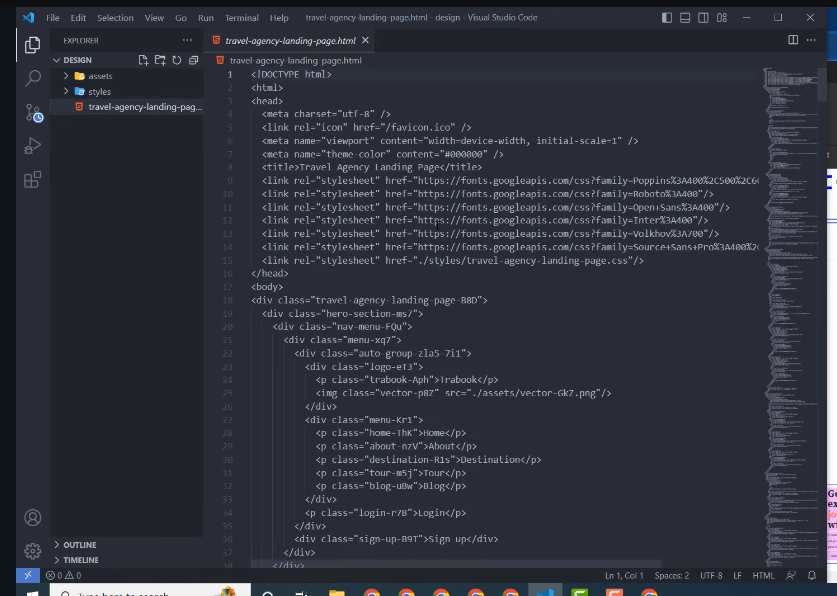 File Edit Selection View Go Run Terminal Help travel-agency-landing-page.html - design - Visual Studio Code
EXPLORER ···
travel-agency-landing-page.html
DESIGN
assets
styles
travel-agency-landing-pag...
travel-agency-landing-page.html
1 <!DOCTYPE html>
2 <html>
3 <head>
4 <meta charset="utf-8" />
5 <link rel="icon" href="/favicon.ico" />
6 <meta name="viewport" content="width=device-width, initial-scale=1" />
7 <meta name="theme-color" content="#000000" />
8 <title>Travel Agency Landing Page</title>
9 <link rel="stylesheet" href="https://fonts.googleapis.com/css?family=Poppins%3A400%2C500%2C60
10 <link rel="stylesheet" href="https://fonts.googleapis.com/css?family=Roboto%3A400"/>
11 <link rel="stylesheet" href="https://fonts.googleapis.com/css?family=Open+Sans%3A400"/>
12 <link rel="stylesheet" href="https://fonts.googleapis.com/css?family=Inter%3A400"/>
13 <link rel="stylesheet" href="https://fonts.googleapis.com/css?family=Volkhov%3A700"/>
14 <link rel="stylesheet" href="https://fonts.googleapis.com/css?family=Source+Sans+Pro%3A400%2
15 <link rel="stylesheet" href="./styles/travel-agency-landing-page.css"/>
16 </head>
17 <body>
18 <div class="travel-agency-landing-page-B8D">
19 <div class="hero-section-ms7">
20 <div class="nav-menu-FQu">
21 <div class="menu-xq7">
22 <div class="auto-group-zla5-7i1">
23 <div class="logo-eT3">
24 <p class="trabook-Aph">Trabook</p>
25 <img class="vector-p8Z" src="./assets/vector-GkZ.png"/>
26 </div>
27 <div class="menu-Kr1">
28 <p class="home-ThK">Home</p>
29 <p class="about-nzV">About</p>
30 <p class="destination-R1s">Destination</p>
31 <p class="tour-m5j">Tour</p>
32 <p class="blog-uBw">Blog</p>
33 </div>
34 <p class="login-r7B">Login</p>
35 </div>
36 <div class="sign-up-B9T">Sign up</div>
37 </div>
38 </div>
OUTLINE
TIMELINE
0 0 Ln 1, Col 1 Spaces: 2 UTF-8 LF HTML
Type here to search